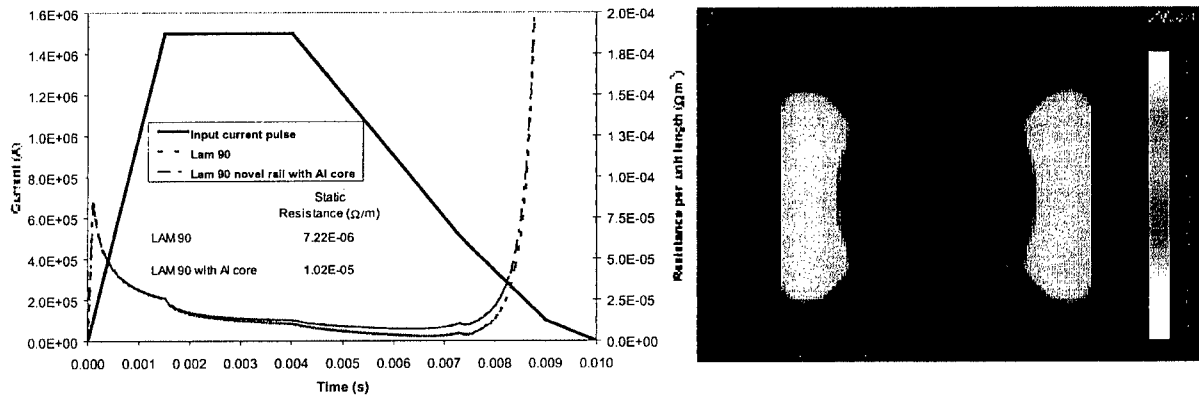 1.6E+06
1.4E+06
1.2E+06
1.0E+06
8.0E+05
6.0E+05
4.0E+05
2.0E+05
0.0E+00
Current (A)
Input current pulse
Lam 90
Lam 90 novel rail with Al core
Static
Resistance (Ω/m)
LAM 90 7.22E-06
LAM 90 with Al core 1.02E-05
2.0E-04
1.8E-04
1.5E-04
1.3E-04
1.0E-04
7.5E-05
5.0E-05
2.5E-05
0.0E+00
Resistance per unit length
0.000 0.001 0 002 0 003 0 004 0.005 0.006 0 007 0 008 0 009 0.010
Time (s)